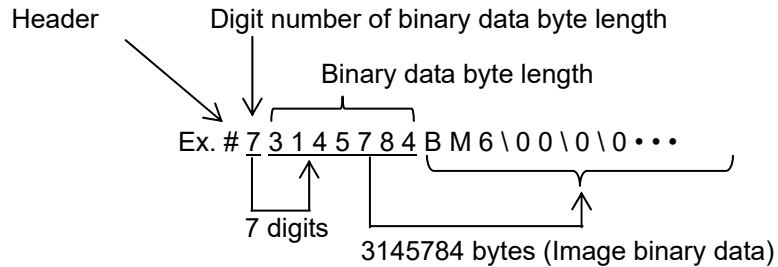 Header Digit number of binary data byte length
Binary data byte length
Ex. # 7 3 1 4 5 7 8 4 B M 6 \ 0 0 \ 0 \ 0 • • •
7 digits
3145784 bytes (Image binary data)